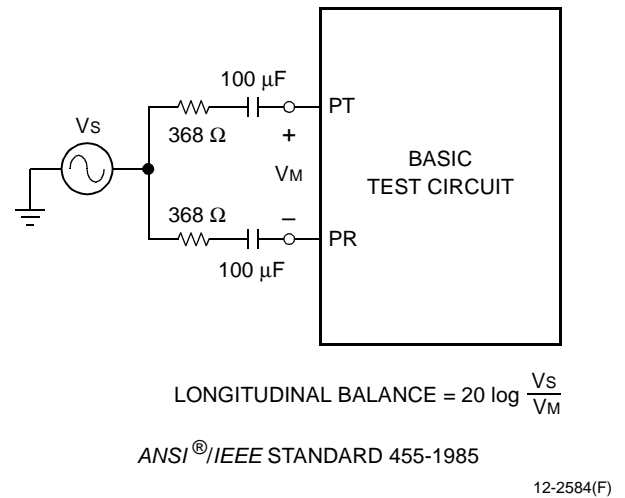 100 μF
PT
Vs
368 Ω
+
BASIC
TEST CIRCUIT
VM
368 Ω
–
PR
100 μF
LONGITUDINAL BALANCE = 20 log Vs/VM
ANSI ®/IEEE STANDARD 455-1985
12-2584(F)